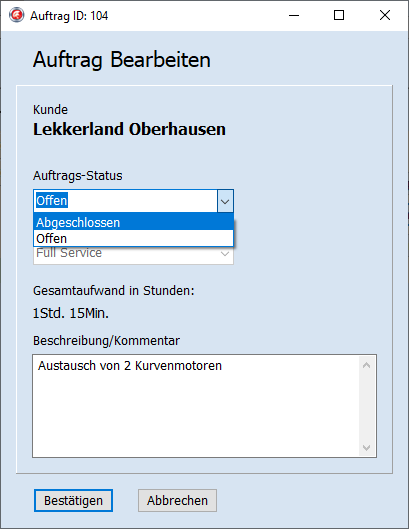 Auftrag ID: 104
Auftrag Bearbeiten
Kunde
Lekkerland Oberhausen
Auftrags-Status
Offen
Abgeschlossen
Offen
Full Service
Gesamtaufwand in Stunden:
1Std. 15Min.
Beschreibung/Kommentar
Austausch von 2 Kurvenmotoren
Bestätigen Abbrechen